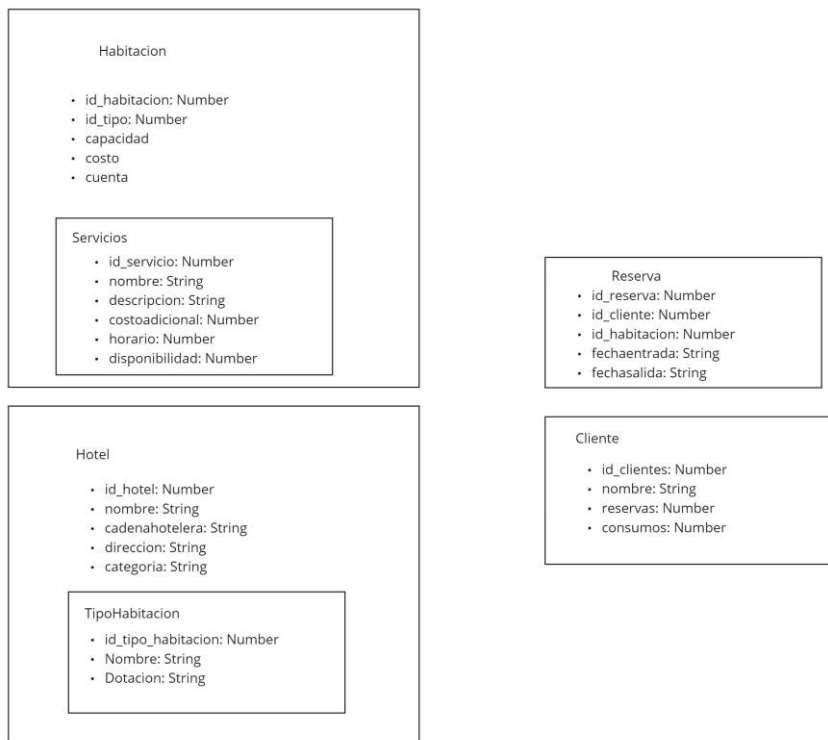 Habitacion
• id_habitacion: Number
• id_tipo: Number
• capacidad
• costo
• cuenta
Servicios
• id_servicio: Number
• nombre: String
• descripcion: String
• costoadicional: Number
• horario: Number
• disponibilidad: Number
Hotel
• id_hotel: Number
• nombre: String
• cadenahotelera: String
• direccion: String
• categoria: String
TipoHabitacion
• id_tipo_habitacion: Number
• Nombre: String
• Dotacion: String
Reserva
• id_reserva: Number
• id_cliente: Number
• id_habitacion: Number
• fechaentrada: String
• fechasalida: String
Cliente
• id_clientes: Number
• nombre: String
• reservas: Number
• consumos: Number